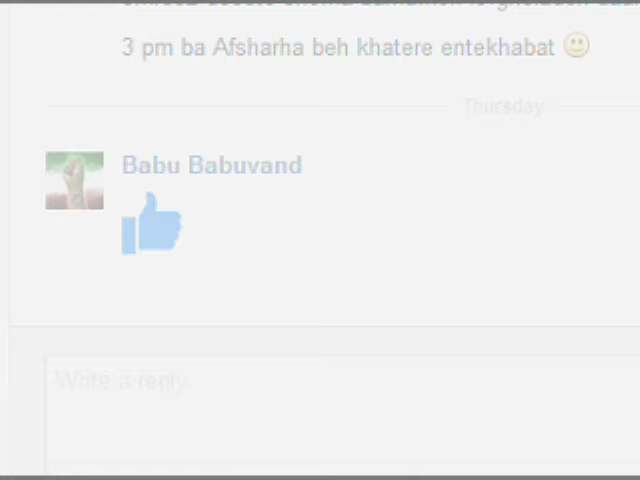 3 pm ba Afsharha beh khatere entekhabat
Thursday
Babu Babuvand
Write a reply